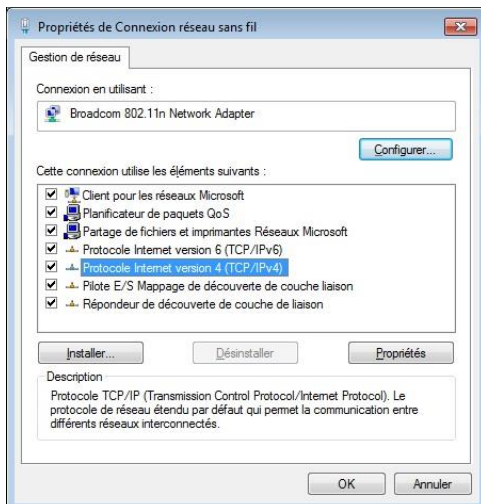 Propriétés de Connexion réseau sans fil
Gestion de réseau
Connexion en utilisant :
Broadcom 802.11n Network Adapter
Configurer...
Cette connexion utilise les éléments suivants :
Client pour les réseaux Microsoft
Planificateur de paquets QoS
Partage de fichiers et imprimantes Réseaux Microsoft
Protocole Internet version 6 (TCP/IPv6)
Protocole Internet version 4 (TCP/IPv4)
Pilote E/S Mappage de découverte de couche liaison
Répondeur de découverte de couche de liaison
Installer... Désinstaller Propriétés
Description
Protocole TCP/IP (Transmission Control Protocol/Internet Protocol). Le
protocole de réseau étendu par défaut qui permet la communication entre
différents réseaux interconnectés.
OK Annuler